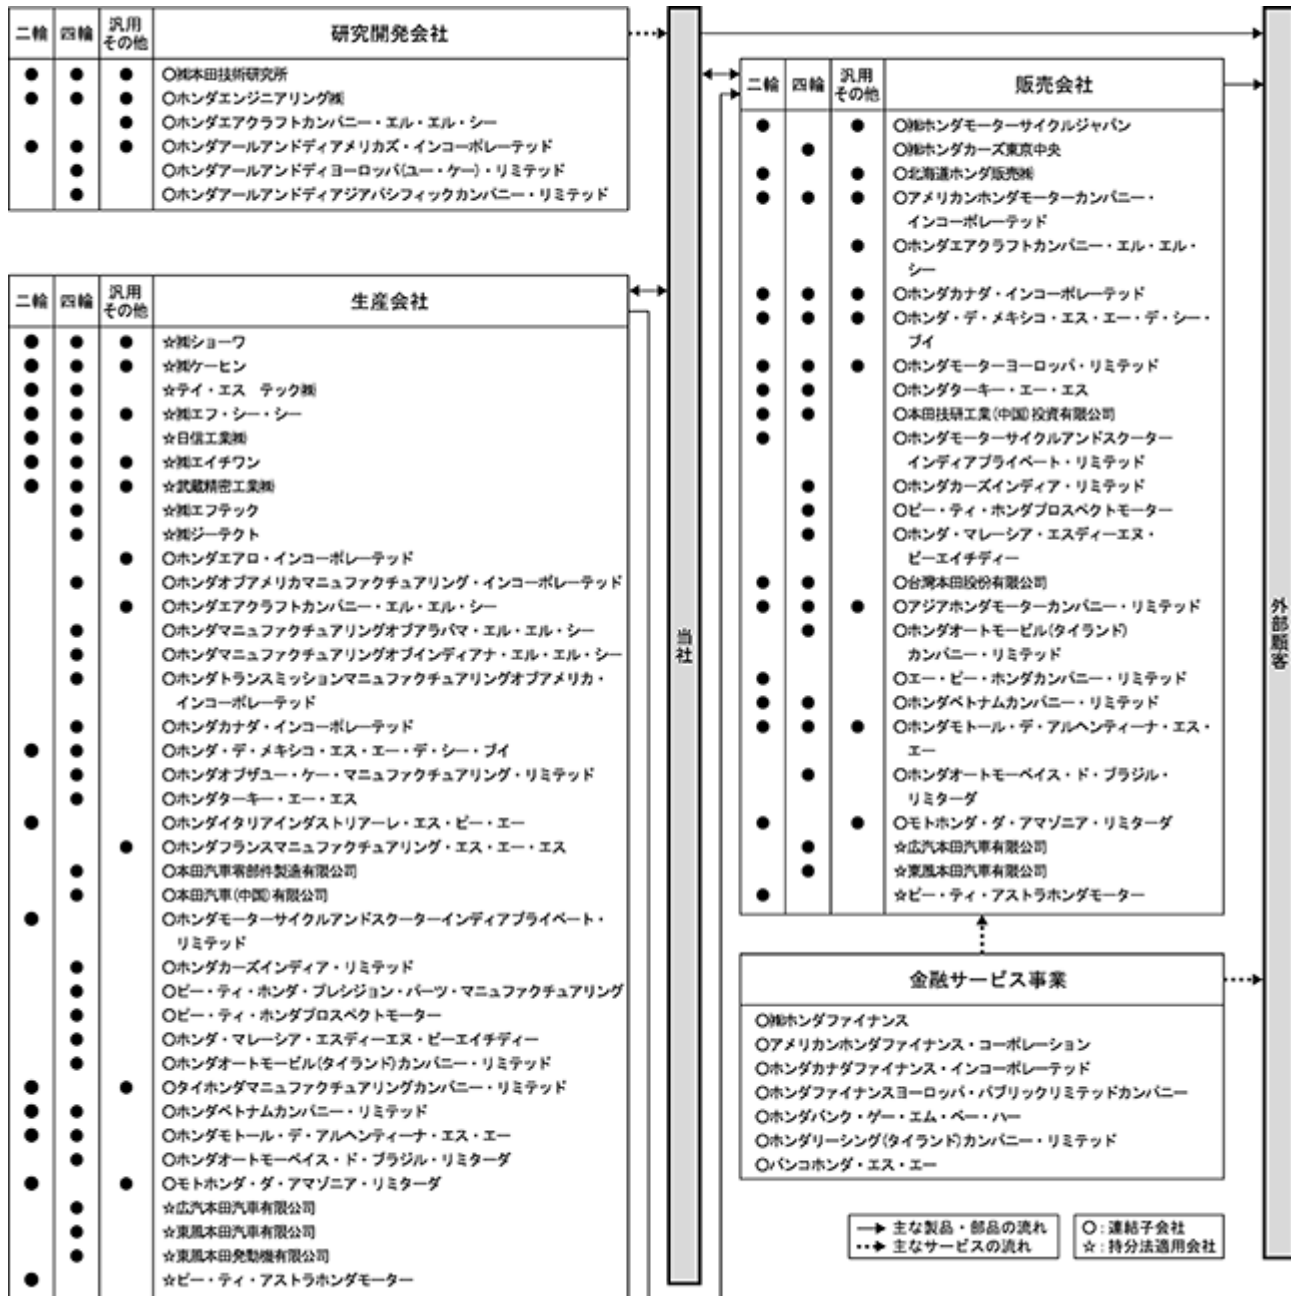 二輪 四輪 汎用その他 研究開発会社
● ● ● 〇㈱本田技術研究所
● ● ● 〇ホンダエンジニアリング㈱
● 〇ホンダエアクラフトカンパニー・エル・エル・シー
● ● ● 〇ホンダアールアンドディアメリカズ・インコーポレーテッド
● 〇ホンダアールアンドディヨーロッパ(ユー・ケー)・リミテッド
● 〇ホンダアールアンドディアジアパシフィックカンパニー・リミテッド
二輪 四輪 汎用その他 生産会社
● ● ● ☆㈱ショーワ
● ● ● ☆㈱ケーヒン
● ● ☆テイ・エス テック㈱
● ● ● ☆㈱エフ・シー・シー
● ● ☆日信工業㈱
● ● ● ☆㈱エイチワン
● ● ● ☆武蔵精密工業㈱
● ☆㈱エフテック
● ☆㈱ジーテクト
● 〇ホンダエアロ・インコーポレーテッド
● 〇ホンダオブアメリカマニュファクチュアリング・インコーポレーテッド
● 〇ホンダエアクラフトカンパニー・エル・エル・シー
● 〇ホンダマニュファクチュアリングオブアラバマ・エル・エル・シー
● 〇ホンダマニュファクチュアリングオブインディアナ・エル・エル・シー
● 〇ホンダトランスミッションマニュファクチュアリングオブアメリカ・
インコーポレーテッド
● 〇ホンダカナダ・インコーポレーテッド
● ● 〇ホンダ・デ・メキシコ・エス・エー・デ・シー・ブイ
● 〇ホンダオブザユー・ケー・マニュファクチュアリング・リミテッド
● 〇ホンダターキー・エー・エス
● 〇ホンダイタリアインダストリアーレ・エス・ピー・エー
● 〇ホンダフランスマニュファクチュアリング・エス・エー・エス
● 〇本田汽車零部件製造有限公司
● 〇本田汽車(中国)有限公司
● 〇ホンダモーターサイクルアンドスクーターインディアプライベート・
リミテッド
● 〇ホンダカーズインディア・リミテッド
● 〇ピー・ティ・ホンダ・プレシジョン・パーツ・マニュファクチュアリング
● 〇ピー・ティ・ホンダプロスペクトモーター
● 〇ホンダ・マレーシア・エスディーエヌ・ビーエイチディー
● 〇ホンダオートモービル(タイランド)カンパニー・リミテッド
● ● 〇タイホンダマニュファクチュアリングカンパニー・リミテッド
● ● 〇ホンダベトナムカンパニー・リミテッド
● ● 〇ホンダモトール・デ・アルヘンティーナ・エス・エー
● 〇ホンダオートモーベイス・ド・ブラジル・リミターダ
● ● 〇モトホンダ・ダ・アマゾニア・リミターダ
● ☆広汽本田汽車有限公司
● ☆東風本田汽車有限公司
● ☆東風本田発動機有限公司
● ☆ピー・ティ・アストラホンダモーター
当社
二輪 四輪 汎用その他 販売会社
● ● 〇㈱ホンダモーターサイクルジャパン
● 〇㈱ホンダカーズ東京中央
● ● 〇北海道ホンダ販売㈱
● ● ● 〇アメリカンホンダモーターカンパニー・
インコーポレーテッド
● 〇ホンダエアクラフトカンパニー・エル・エル・
シー
● ● ● 〇ホンダカナダ・インコーポレーテッド
● ● ● 〇ホンダ・デ・メキシコ・エス・エー・デ・シー・
ブイ
● ● ● 〇ホンダモーターヨーロッパ・リミテッド
● ● 〇ホンダターキー・エー・エス
● ● 〇本田技研工業(中国)投資有限公司
● 〇ホンダモーターサイクルアンドスクーター
インディアプライベート・リミテッド
● 〇ホンダカーズインディア・リミテッド
● 〇ピー・ティ・ホンダプロスペクトモーター
● 〇ホンダ・マレーシア・エスディーエヌ・
ビーエイチディー
● ● 〇台灣本田股份有限公司
● ● ● 〇アジアホンダモーターカンパニー・リミテッド
● 〇ホンダオートモービル(タイランド)
カンパニー・リミテッド
● 〇エー・ピー・ホンダカンパニー・リミテッド
● ● 〇ホンダベトナムカンパニー・リミテッド
● ● ● 〇ホンダモトール・デ・アルヘンティーナ・エス・
エー
● 〇ホンダオートモーベイス・ド・ブラジル・
リミターダ
● ● 〇モトホンダ・ダ・アマゾニア・リミターダ
● ☆広汽本田汽車有限公司
● ☆東風本田汽車有限公司
● ☆ピー・ティ・アストラホンダモーター
金融サービス事業
〇㈱ホンダファイナンス
〇アメリカンホンダファイナンス・コーポレーション
〇ホンダカナダファイナンス・インコーポレーテッド
〇ホンダファイナンスヨーロッパ・パブリックリミテッドカンパニー
〇ホンダバンク・ゲー・エム・ベー・ハー
〇ホンダリーシング(タイランド)カンパニー・リミテッド
〇バンコホンダ・エス・エー
外部顧客
→ 主な製品・部品の流れ
⇢ 主なサービスの流れ
〇:連結子会社
☆:持分法適用会社